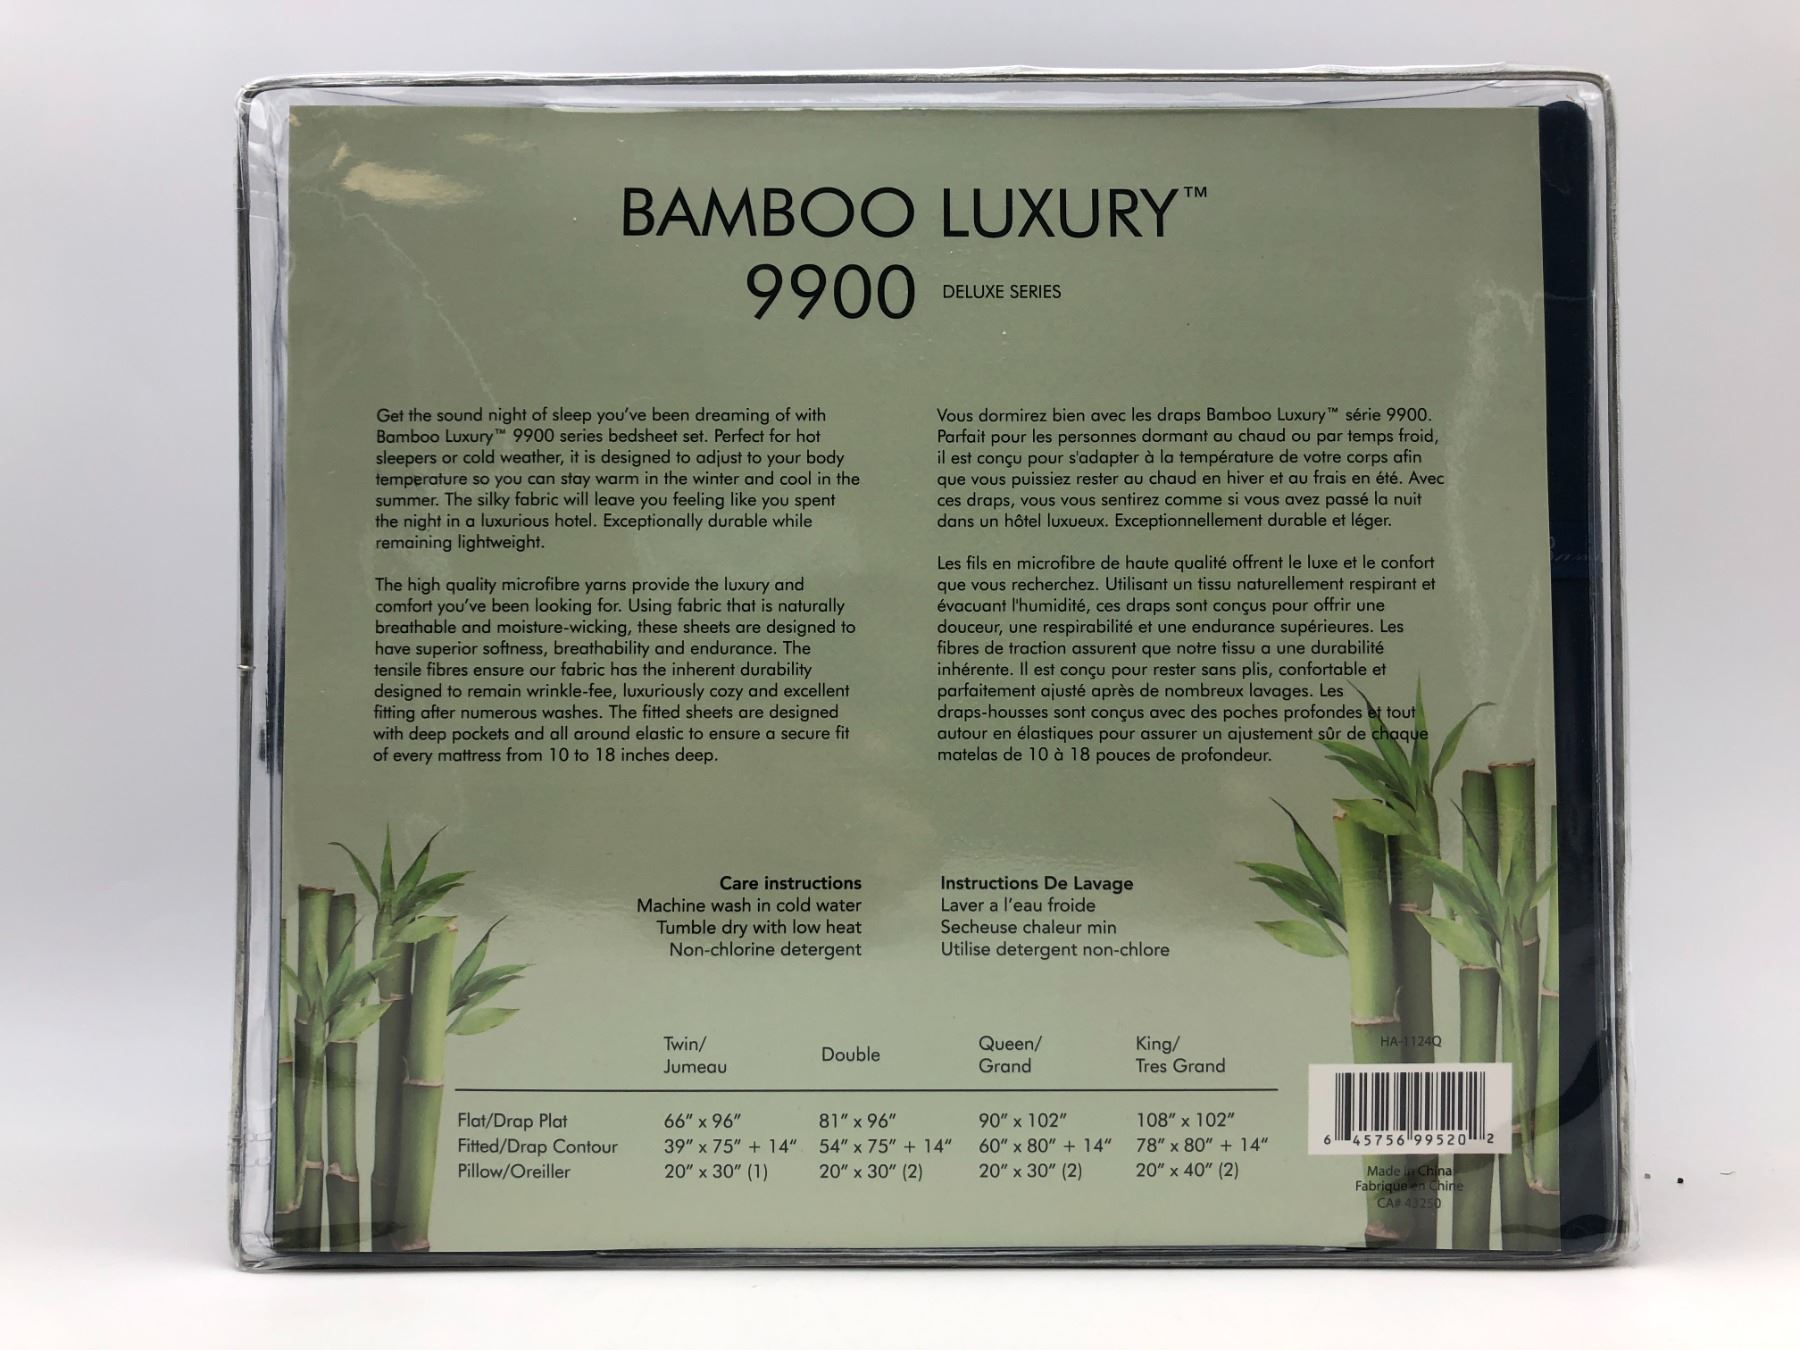 BAMBOO LUXURY™
9900 DELUXE SERIES
Get the sound night of sleep you've been dreaming of with
Bamboo Luxury™ 9900 series bedsheet set. Perfect for hot
sleepers or cold weather, it is designed to adjust to your body
temperature so you can stay warm in the winter and cool in the
summer. The silky fabric will leave you feeling like you spent
the night in a luxurious hotel. Exceptionally durable while
remaining lightweight.
The high quality microfibre yarns provide the luxury and
comfort you've been looking for. Using fabric that is naturally
breathable and moisture-wicking, these sheets are designed to
have superior softness, breathability and endurance. The
tensile fibres ensure our fabric has the inherent durability
designed to remain wrinkle-fee, luxuriously cozy and excellent
fitting after numerous washes. The fitted sheets are designed
with deep pockets and all around elastic to ensure a secure fit
of every mattress from 10 to 18 inches deep.
Vous dormirez bien avec les draps Bamboo Luxury™ série 9900.
Parfait pour les personnes dormant au chaud ou par temps froid,
il est conçu pour s'adapter à la température de votre corps afin
que vous puissiez rester au chaud en hiver et au frais en été. Avec
ces draps, vous vous sentirez comme si vous avez passé la nuit
dans un hôtel luxueux. Exceptionnellement durable et léger.
Les fils en microfibre de haute qualité offrent le luxe et le confort
que vous recherchez. Utilisant un tissu naturellement respirant et
évacuant l'humidité, ces draps sont conçus pour offrir une
douceur, une respirabilité et une endurance supérieures. Les
fibres de traction assurent que notre tissu a une durabilité
inhérente. Il est conçu pour rester sans plis, confortable et
parfaitement ajusté après de nombreux lavages. Les
draps-housses sont conçus avec des poches profondes et tout
autour en élastiques pour assurer un ajustement sûr de chaque
matelas de 10 à 18 pouces de profondeur.
Care instructions
Machine wash in cold water
Tumble dry with low heat
Non-chlorine detergent
Instructions De Lavage
Laver a l'eau froide
Secheuse chaleur min
Utilise detergent non-chlore
Twin/ Jumeau Double Queen/ Grand King/ Tres Grand
Flat/Drap Plat 66" x 96" 81" x 96" 90" x 102" 108" x 102"
Fitted/Drap Contour 39" x 75" + 14" 54" x 75" + 14" 60" x 80" + 14" 78" x 80" + 14"
Pillow/Oreiller 20" x 30" (1) 20" x 30" (2) 20" x 30" (2) 20" x 40" (2)
HA-1124Q
6 45756 99520 2
Made in China
Fabrique en Chine
CA# 43250